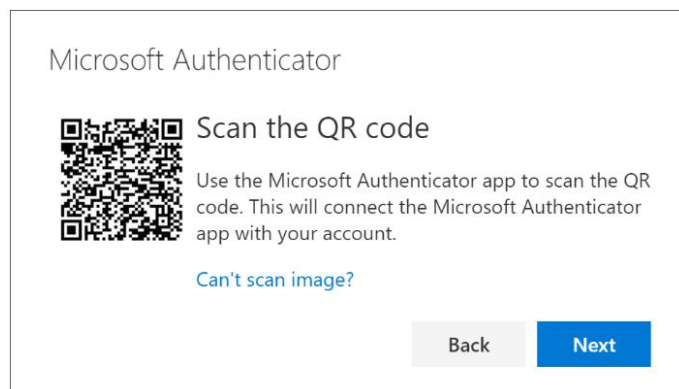 Microsoft Authenticator
Scan the QR code
Use the Microsoft Authenticator app to scan the QR
code. This will connect the Microsoft Authenticator
app with your account.
Can't scan image?
Back
Next